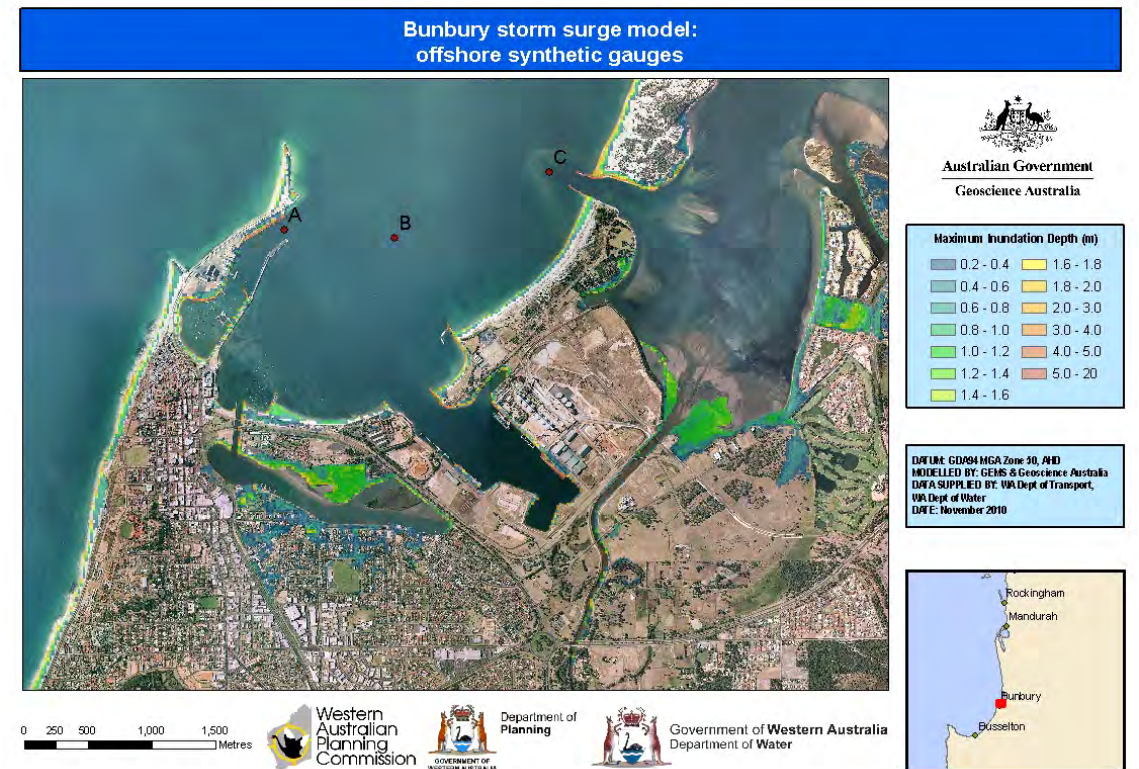 Bunbury storm surge model:
offshore synthetic gauges
A
B
C
Australian Government
Geoscience Australia
Maximum Inundation Depth (m)
0.2 - 0.4
0.4 - 0.6
0.6 - 0.8
0.8 - 1.0
1.0 - 1.2
1.2 - 1.4
1.4 - 1.6
1.6 - 1.8
1.8 - 2.0
2.0 - 3.0
3.0 - 4.0
4.0 - 5.0
5.0 - 20
DATUM: GDA94 MGA Zone 50, AHD
MODELLED BY: GEMS & Geoscience Australia
DATA SUPPLIED BY: WA Dept of Transport,
WA Dept of Water
DATE: November 2010
Rockingham
Mandurah
Bunbury
Busselton
0 250 500 1,000 1,500
Metres
Western
Australian
Planning
Commission
GOVERNMENT OF
WESTERN AUSTRALIA
Department of
Planning
Government of Western Australia
Department of Water